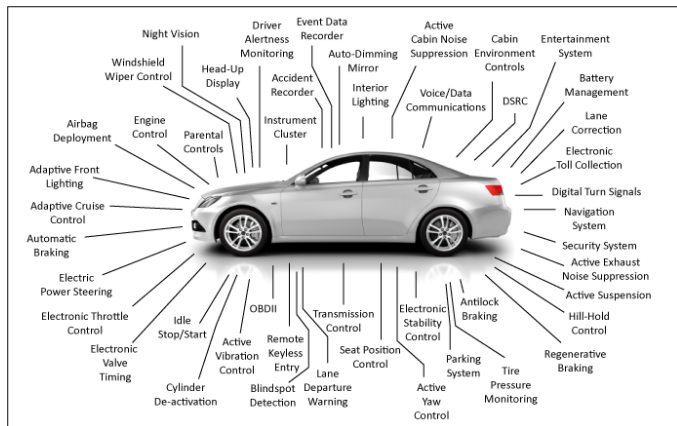 Night Vision
Driver
Alertness
Monitoring
Event Data
Recorder
Active
Cabin Noise
Suppression
Cabin
Environment
Controls
Entertainment
System
Windshield
Wiper Control
Head-Up
Display
Accident
Recorder
Auto-Dimming
Mirror
Interior
Lighting
Voice/Data
Communications
DSRC
Battery
Management
Airbag
Deployment
Engine
Control
Parental
Controls
Instrument
Cluster
Lane
Correction
Electronic
Toll Collection
Adaptive Front
Lighting
Digital Turn Signals
Adaptive Cruise
Control
Navigation
System
Automatic
Braking
Security System
Electric
Power Steering
Active Exhaust
Noise Suppression
Active Suspension
Electronic Throttle
Control
Hill-Hold
Control
Electronic
Valve
Timing
Idle
Stop/Start
Cylinder
De-activation
Active
Vibration
Control
OBDII
Remote
Keyless
Entry
Blindspot
Detection
Lane
Departure
Warning
Transmission
Control
Seat Position
Control
Electronic
Stability
Control
Active
Yaw
Control
Parking
System
Antilock
Braking
Tire
Pressure
Monitoring
Regenerative
Braking